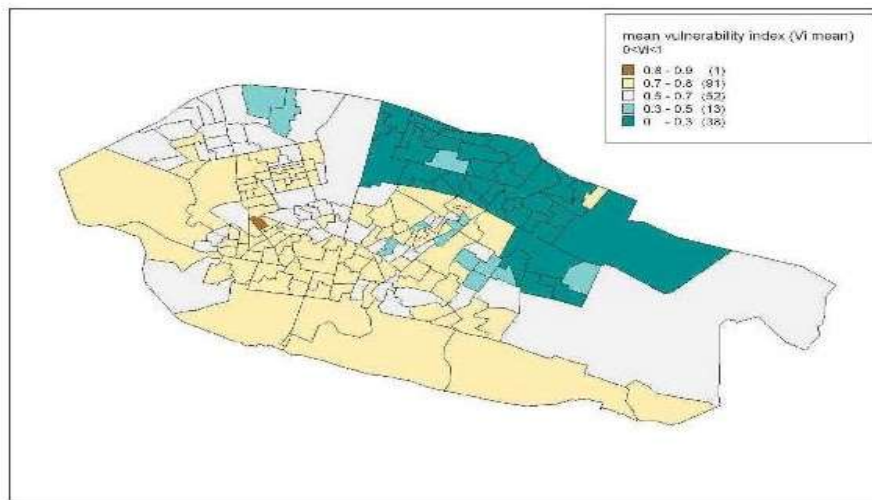 mean vulnerability index (Vi mean)
0<Vi<1
0.8 - 0.9 (1)
0.7 - 0.8 (91)
0.5 - 0.7 (52)
0.3 - 0.5 (13)
0 - 0.3 (38)